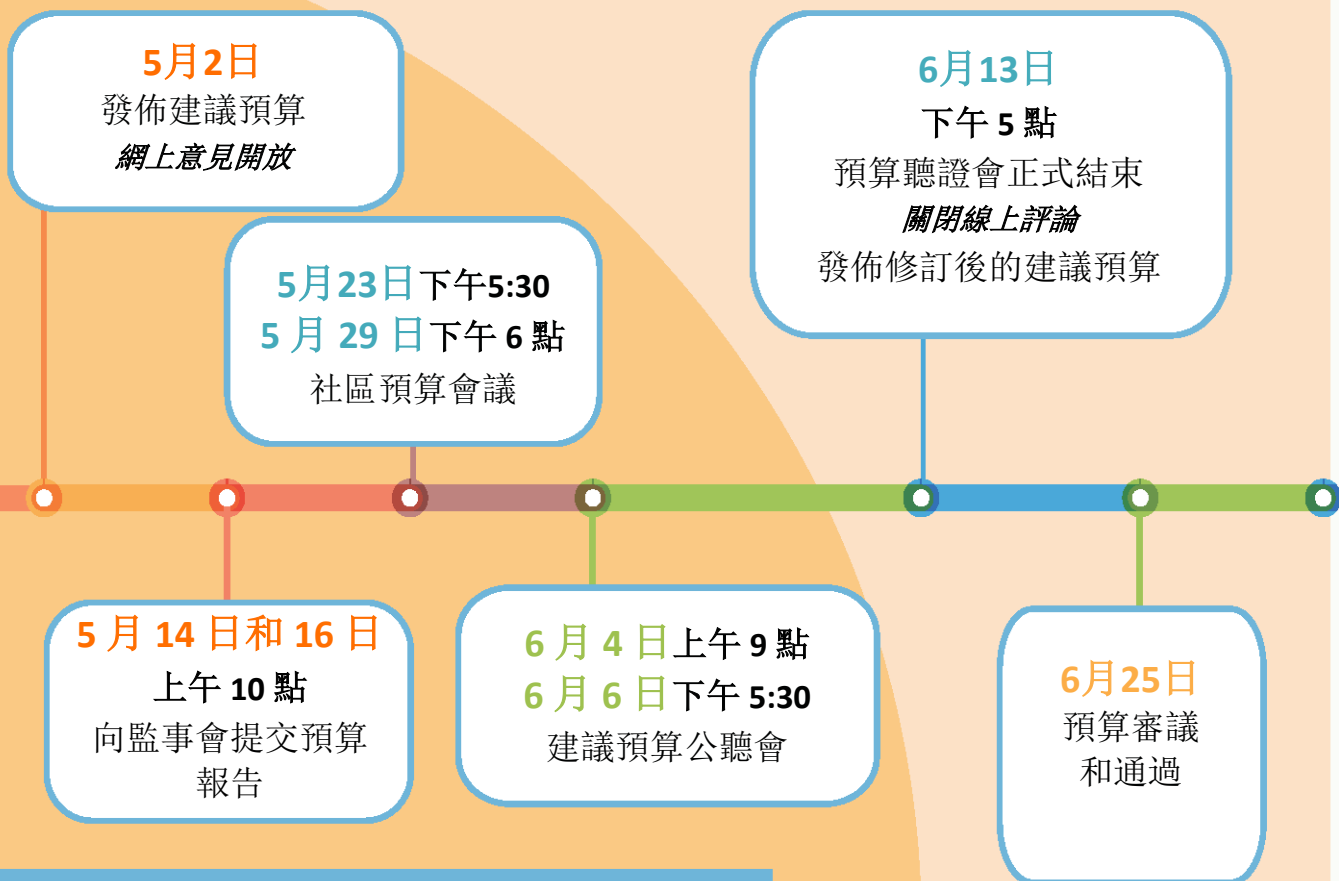 5月2日
發佈建議預算
網上意見開放
5月14日和16日
上午 10 點
向監事會提交預算
報告
5月23日下午5:30
5 月 29 日下午 6 點
社區預算會議
6 月 4 日上午 9 點
6 月 6 日下午 5:30
建議預算公聽會
6月13日
下午 5 點
預算聽證會正式結束
關閉線上評論
發佈修訂後的建議預算
6月25日
預算審議
和通過